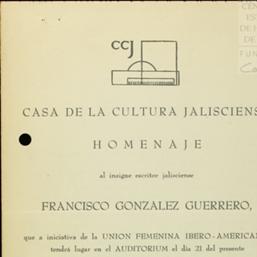 CCJ
CASA DE LA CULTURA JALISCIENS
HOMENAJE
al insigne escritor jalisciense
FRANCISCO GONZALEZ GUERRERO,
que a iniciativa de la UNION FEMENINA IBERO-AMERICAN
tendrá lugar en el AUDITORIUM el día 21 del presente